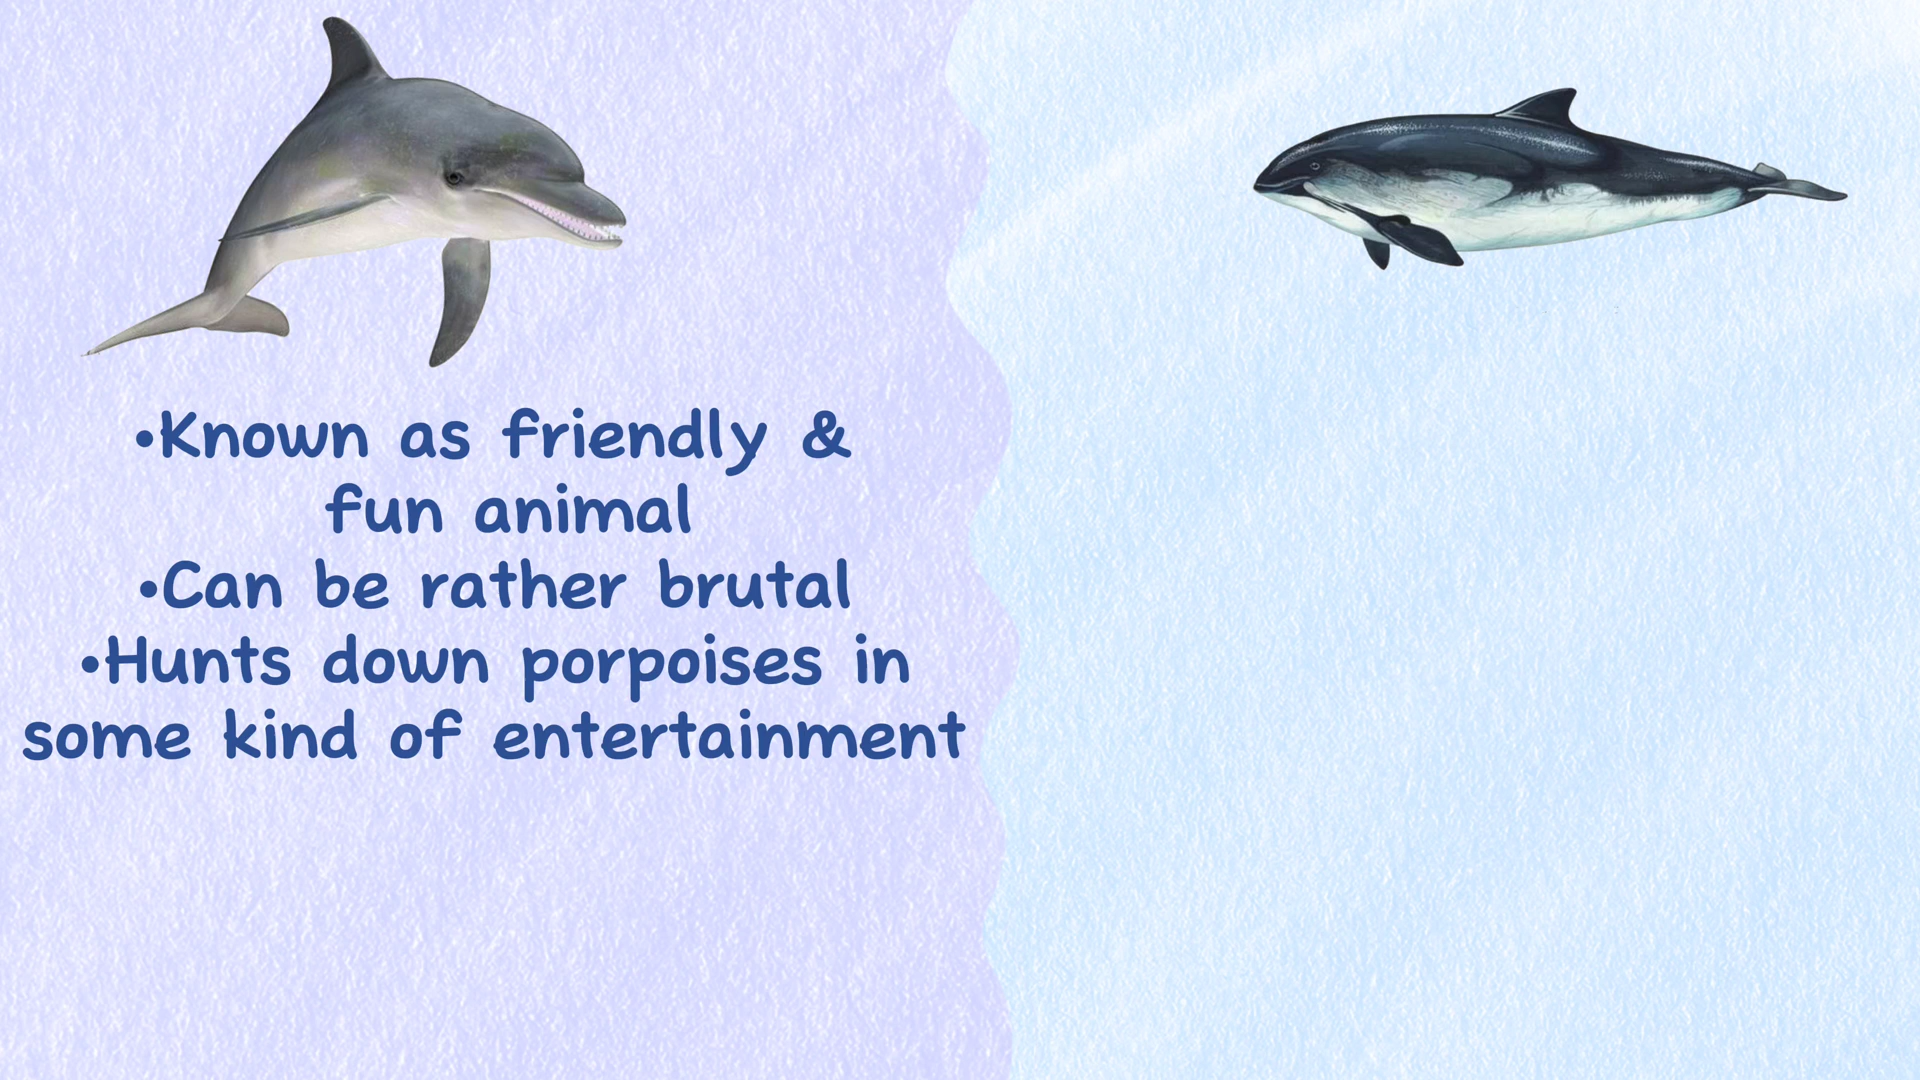 •Known as friendly &
fun animal
•Can be rather brutal
•Hunts down porpoises in
some kind of entertainment